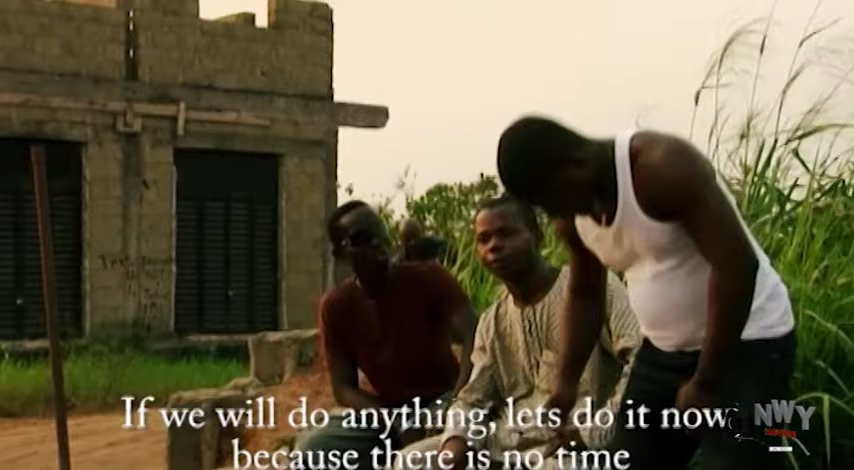 If we will do anything, lets do it now
because there is no time
NWY